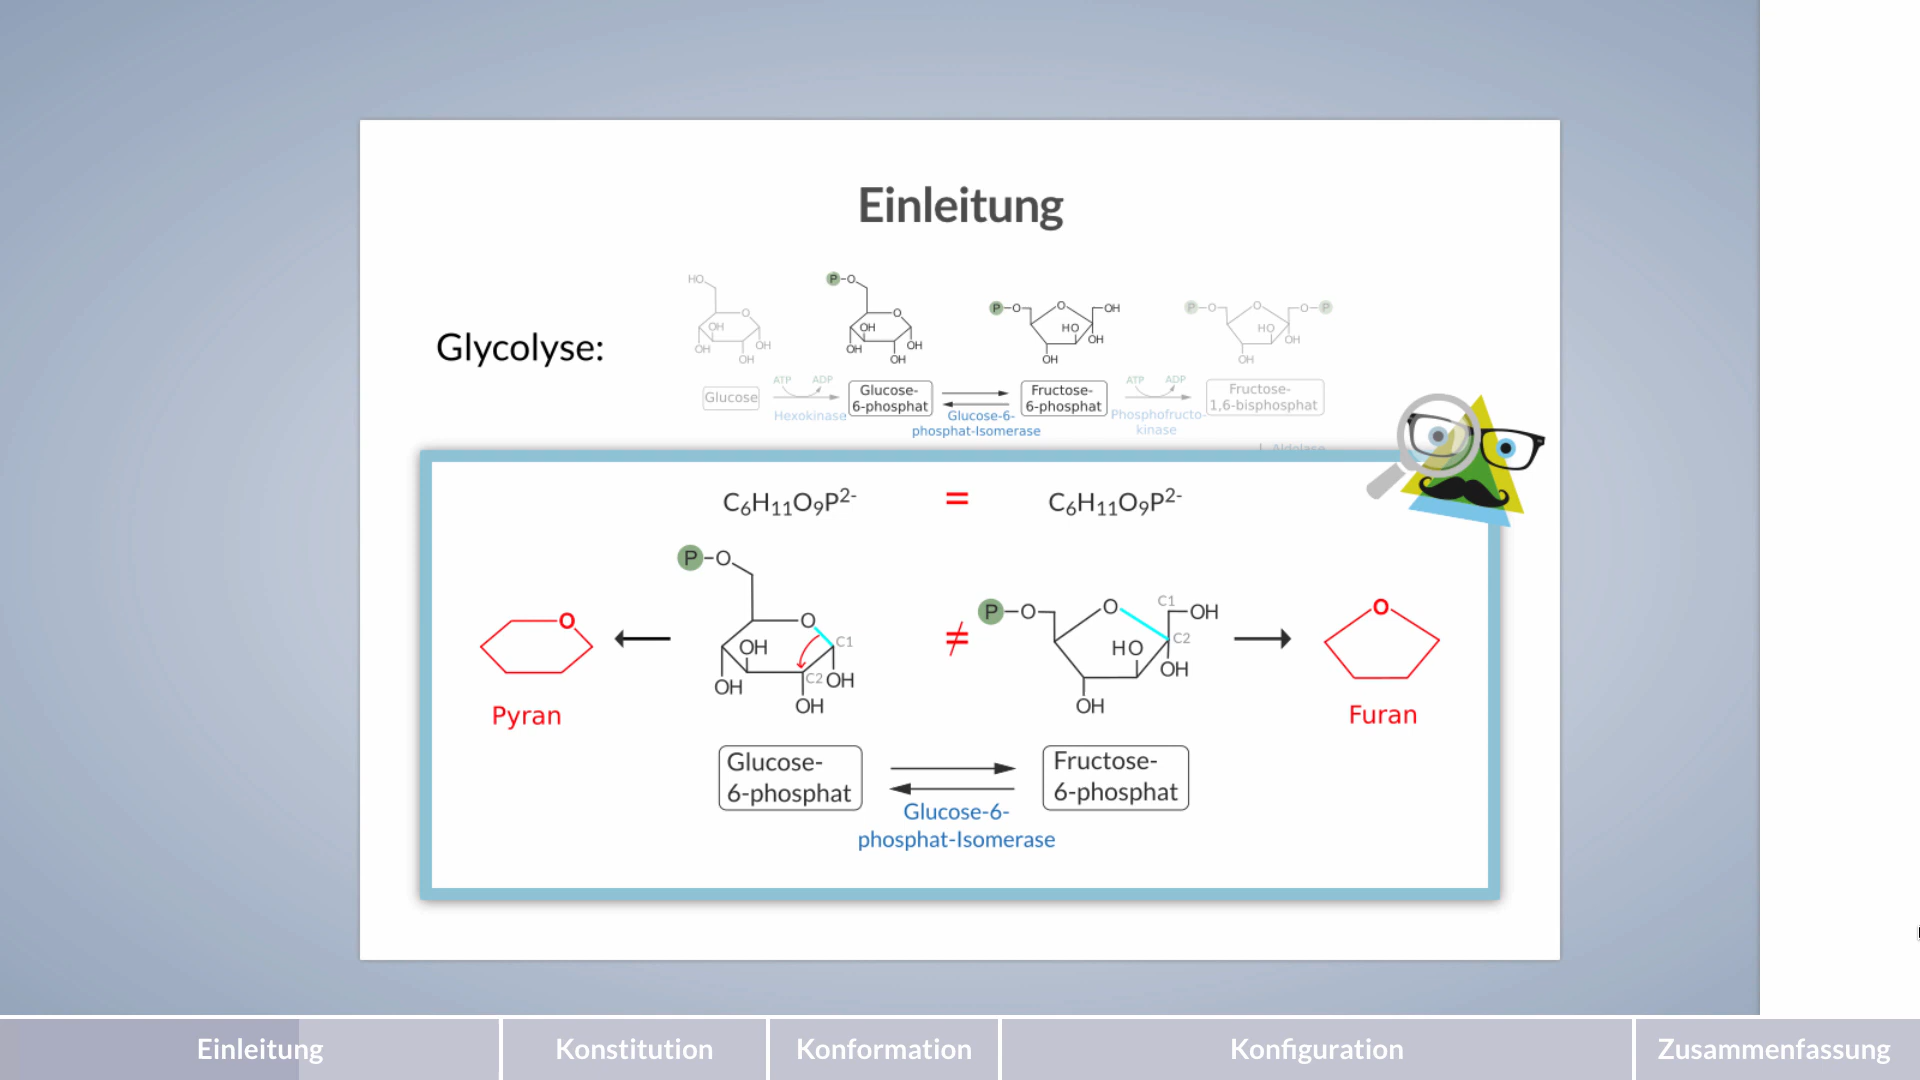 Einleitung
HO
O
OH
OH
OH
OH
P–O
O
OH
OH
OH
OH
P–O
O
OH
HO
OH
OH
P–O
O
O–P
HO
OH
OH
Glycolyse:
Glucose
ATP ADP
Hexokinase
Glucose-
6-phosphat
Glucose-6-
phosphat-Isomerase
Fructose-
6-phosphat
ATP ADP
Phosphofructo-
kinase
Fructose-
1,6-bisphosphat
Aldolase
C₆H₁₁O₉P²⁻ = C₆H₁₁O₉P²⁻
O
Pyran
P–O
O
C1
OH
C2 OH
OH
OH
≠
P–O
O
C1
OH
C2
HO
OH
OH
O
Furan
Glucose-
6-phosphat
Glucose-6-
phosphat-Isomerase
Fructose-
6-phosphat
Einleitung Konstitution Konformation Konfiguration Zusammenfassung